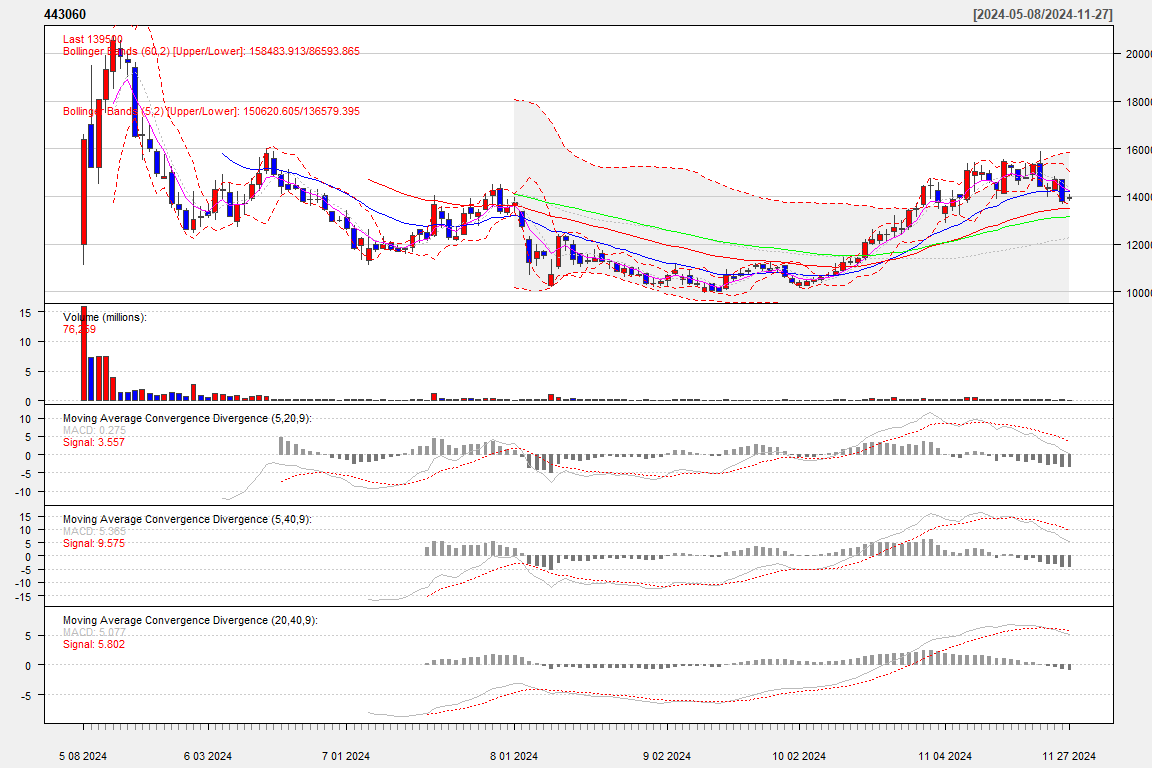 443060 [2024-05-08/2024-11-27]
Last 139500
Bollinger Bands (60,2) [Upper/Lower]: 158483.913/86593.865
Bollinger Bands (5,2) [Upper/Lower]: 150620.605/136579.395
20000
18000
16000
14000
12000
10000
Volume (millions):
76,259
15
10
5
0
Moving Average Convergence Divergence (5,20,9):
MACD: 0.275
Signal: 3.557
10
5
0
-5
-10
Moving Average Convergence Divergence (5,40,9):
MACD: 5.365
Signal: 9.575
15
10
5
0
-5
-10
-15
Moving Average Convergence Divergence (20,40,9):
MACD: 5.077
Signal: 5.802
5
0
-5
5 08 2024 6 03 2024 7 01 2024 8 01 2024 9 02 2024 10 02 2024 11 04 2024 11 27 2024